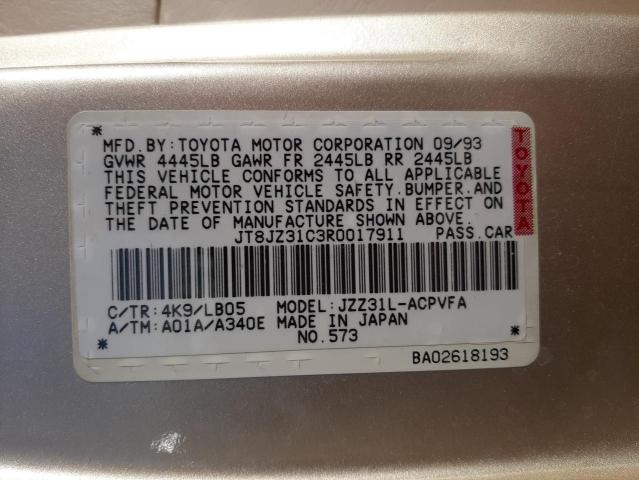 MFD.BY:TOYOTA MOTOR CORPORATION 09/93
GVWR 4445LB GAWR FR 2445LB RR 2445LB
THIS VEHICLE CONFORMS TO ALL APPLICABLE
FEDERAL MOTOR VEHICLE SAFETY.BUMPER.AND
THEFT PREVENTION STANDARDS IN EFFECT ON
THE DATE OF MANUFACTURE SHOWN ABOVE.
JT8JZ31C3R0017911 PASS.CAR
TOYOTA
C/TR:4K9/LB05 MODEL:JZZ31L-ACPVFA
A/TM:A01A/A340E MADE IN JAPAN
NO.573
BA02618193